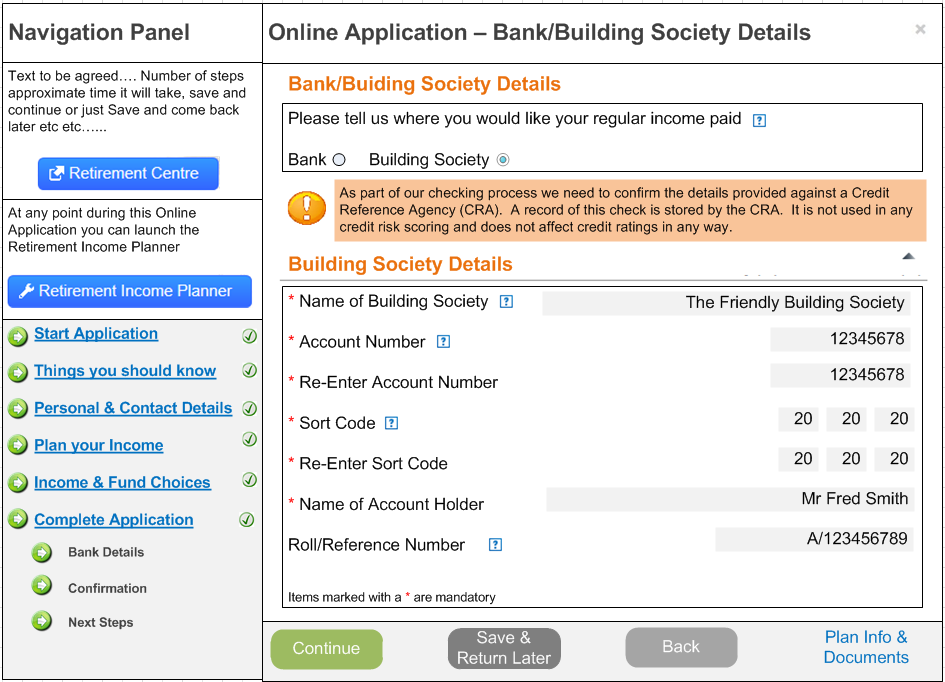 Navigation Panel
Text to be agreed…. Number of steps
approximate time it will take, save and
continue or just Save and come back
later etc etc…...
Retirement Centre
At any point during this Online
Application you can launch the
Retirement Income Planner
Retirement Income Planner
Start Application
Things you should know
Personal & Contact Details
Plan your Income
Income & Fund Choices
Complete Application
Bank Details
Confirmation
Next Steps
Online Application – Bank/Building Society Details ×
Bank/Buiding Society Details
Please tell us where you would like your regular income paid ?
Bank Building Society
! As part of our checking process we need to confirm the details provided against a Credit
Reference Agency (CRA). A record of this check is stored by the CRA. It is not used in any
credit risk scoring and does not affect credit ratings in any way.
Building Society Details
* Name of Building Society ? The Friendly Building Society
* Account Number ? 12345678
* Re-Enter Account Number 12345678
* Sort Code ? 20 20 20
* Re-Enter Sort Code 20 20 20
* Name of Account Holder Mr Fred Smith
Roll/Reference Number ? A/123456789
Items marked with a * are mandatory
Continue
Save &
Return Later
Back
Plan Info &
Documents